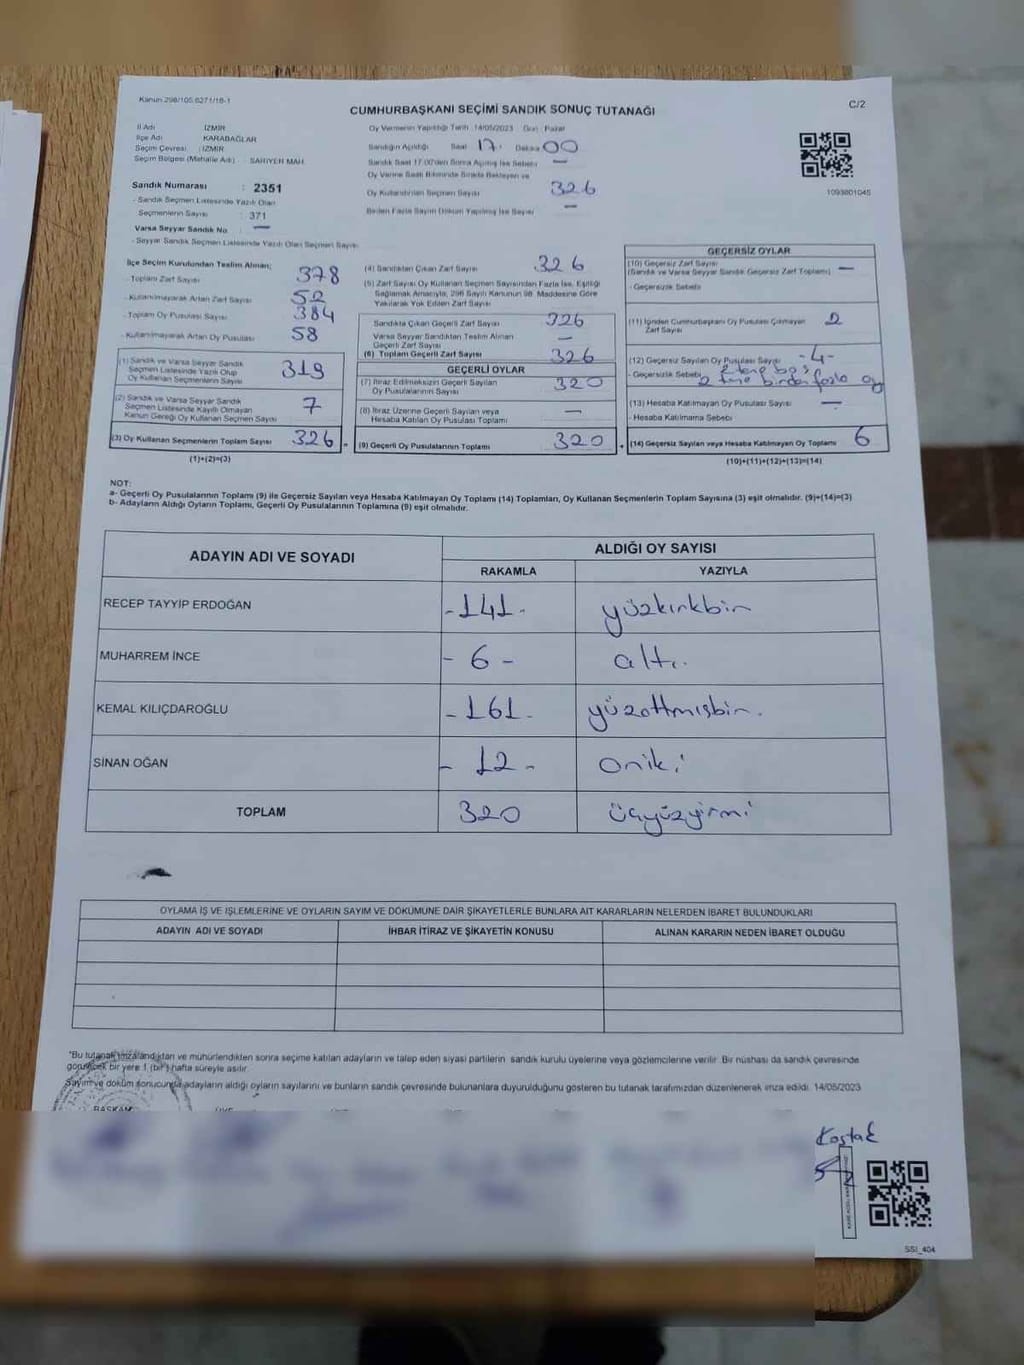 Kanun 298/105.6271/16-1
CUMHURBAŞKANI SEÇİMİ SANDIK SONUÇ TUTANAĞI
C/2
İl Adı İZMİR
İlçe Adı KARABAĞLAR
Seçim Çevresi : İZMİR
Seçim Bölgesi (Mahalle Adı) : SARIYER MAH.
Sandık Numarası : 2351
- Sandık Seçmen Listesinde Yazılı Olan
Seçmenlerin Sayısı : 371
Varsa Seyyar Sandık No : —
- Seyyar Sandık Seçmen Listesinde Yazılı Olan Seçmen Sayısı
Oy Vermenin Yapıldığı Tarih : 14/05/2023 Gün : Pazar
Sandığın Açıldığı Saat 17. Dakika 00
Sandık Saat 17.00'den Sonra Açılmış İse Sebebi —
Oy Verme Saati Bitiminde Sırada Bekleyen ve
Oy Kullandırılan Seçmen Sayısı 326
Birden Fazla Sayım Döküm Yapılmış İse Sayısı —
1093801045
İlçe Seçim Kurulundan Teslim Alınan;
- Toplam Zarf Sayısı 378
- Kullanılmayarak Artan Zarf Sayısı 52
- Toplam Oy Pusulası Sayısı 384
- Kullanılmayarak Artan Oy Pusulası 58
(1) Sandık ve Varsa Seyyar Sandık
Seçmen Listesinde Yazılı Olup
Oy Kullanan Seçmenlerin Sayısı 319
(2) Sandık ve Varsa Seyyar Sandık
Seçmen Listesinde Kayıtlı Olmayan
Kanun Gereği Oy Kullanan Seçmen Sayısı 7
(3) Oy Kullanan Seçmenlerin Toplam Sayısı 326
(1)+(2)=(3)
(4) Sandıktan Çıkan Zarf Sayısı 326
(5) Zarf Sayısı Oy Kullanan Seçmen Sayısından Fazla İse, Eşitliği
Sağlamak Amacıyla, 298 Sayılı Kanunun 98. Maddesine Göre
Yakılarak Yok Edilen Zarf Sayısı
Sandıkta Çıkan Geçerli Zarf Sayısı 326
Varsa Seyyar Sandıktan Teslim Alınan
Geçerli Zarf Sayısı —
(6) Toplam Geçerli Zarf Sayısı 326
GEÇERLİ OYLAR
(7) İtiraz Edilmeksizin Geçerli Sayılan
Oy Pusulalarının Sayısı 320
(8) İtiraz Üzerine Geçerli Sayılan veya
Hesaba Katılan Oy Pusulası Toplamı —
(9) Geçerli Oy Pusulalarının Toplamı 320
GEÇERSİZ OYLAR
(10) Geçersiz Zarf Sayısı
(Sandık ve Varsa Seyyar Sandık Geçersiz Zarf Toplamı) —
- Geçersizlik Sebebi
(11) İçinden Cumhurbaşkanı Oy Pusulası Çıkmayan
Zarf Sayısı 2
(12) Geçersiz Sayılan Oy Pusulası Sayısı -4-
- Geçersizlik Sebebi 2 tane boş
2 tane birden fazla oy
(13) Hesaba Katılmayan Oy Pusulası Sayısı —
- Hesaba Katılmama Sebebi
(14) Geçersiz Sayılan veya Hesaba Katılmayan Oy Toplamı 6
(10)+(11)+(12)+(13)=(14)
NOT:
a- Geçerli Oy Pusulalarının Toplamı (9) ile Geçersiz Sayılan veya Hesaba Katılmayan Oy Toplamı (14) Toplamları, Oy Kullanan Seçmenlerin Toplam Sayısına (3) eşit olmalıdır. (9)+(14)=(3)
b- Adayların Aldığı Oyların Toplamı, Geçerli Oy Pusulalarının Toplamına (9) eşit olmalıdır.
ADAYIN ADI VE SOYADI ALDIĞI OY SAYISI
RAKAMLA YAZIYLA
RECEP TAYYİP ERDOĞAN -141- yüzkırkbir
MUHARREM İNCE - 6 - altı.
KEMAL KILIÇDAROĞLU -161- yüzattmışbir.
SİNAN OĞAN - 12 - oniki
TOPLAM 320 üçyüzyirmi
OYLAMA İŞ VE İŞLEMLERİNE VE OYLARIN SAYIM VE DÖKÜMÜNE DAİR ŞİKAYETLERLE BUNLARA AİT KARARLARIN NELERDEN İBARET BULUNDUKLARI
ADAYIN ADI VE SOYADI İHBAR İTİRAZ VE ŞİKAYETİN KONUSU ALINAN KARARIN NEDEN İBARET OLDUĞU
*Bu tutanak imzalandıktan ve mühürlendikten sonra seçime katılan adayların ve talep eden siyasi partilerin sandık kurulu üyelerine veya gözlemcilerine verilir. Bir nüshası da sandık çevresinde
görülecek bir yere 1 (bir) hafta süreyle asılır.
Sayım ve döküm sonucunda adayların aldığı oyların sayılarını ve bunların sandık çevresinde bulunanlara duyurulduğunu gösteren bu tutanak tarafımızdan düzenlenerek imza edildi. 14/05/2023
BAŞKAN ÜYE
SSI_404